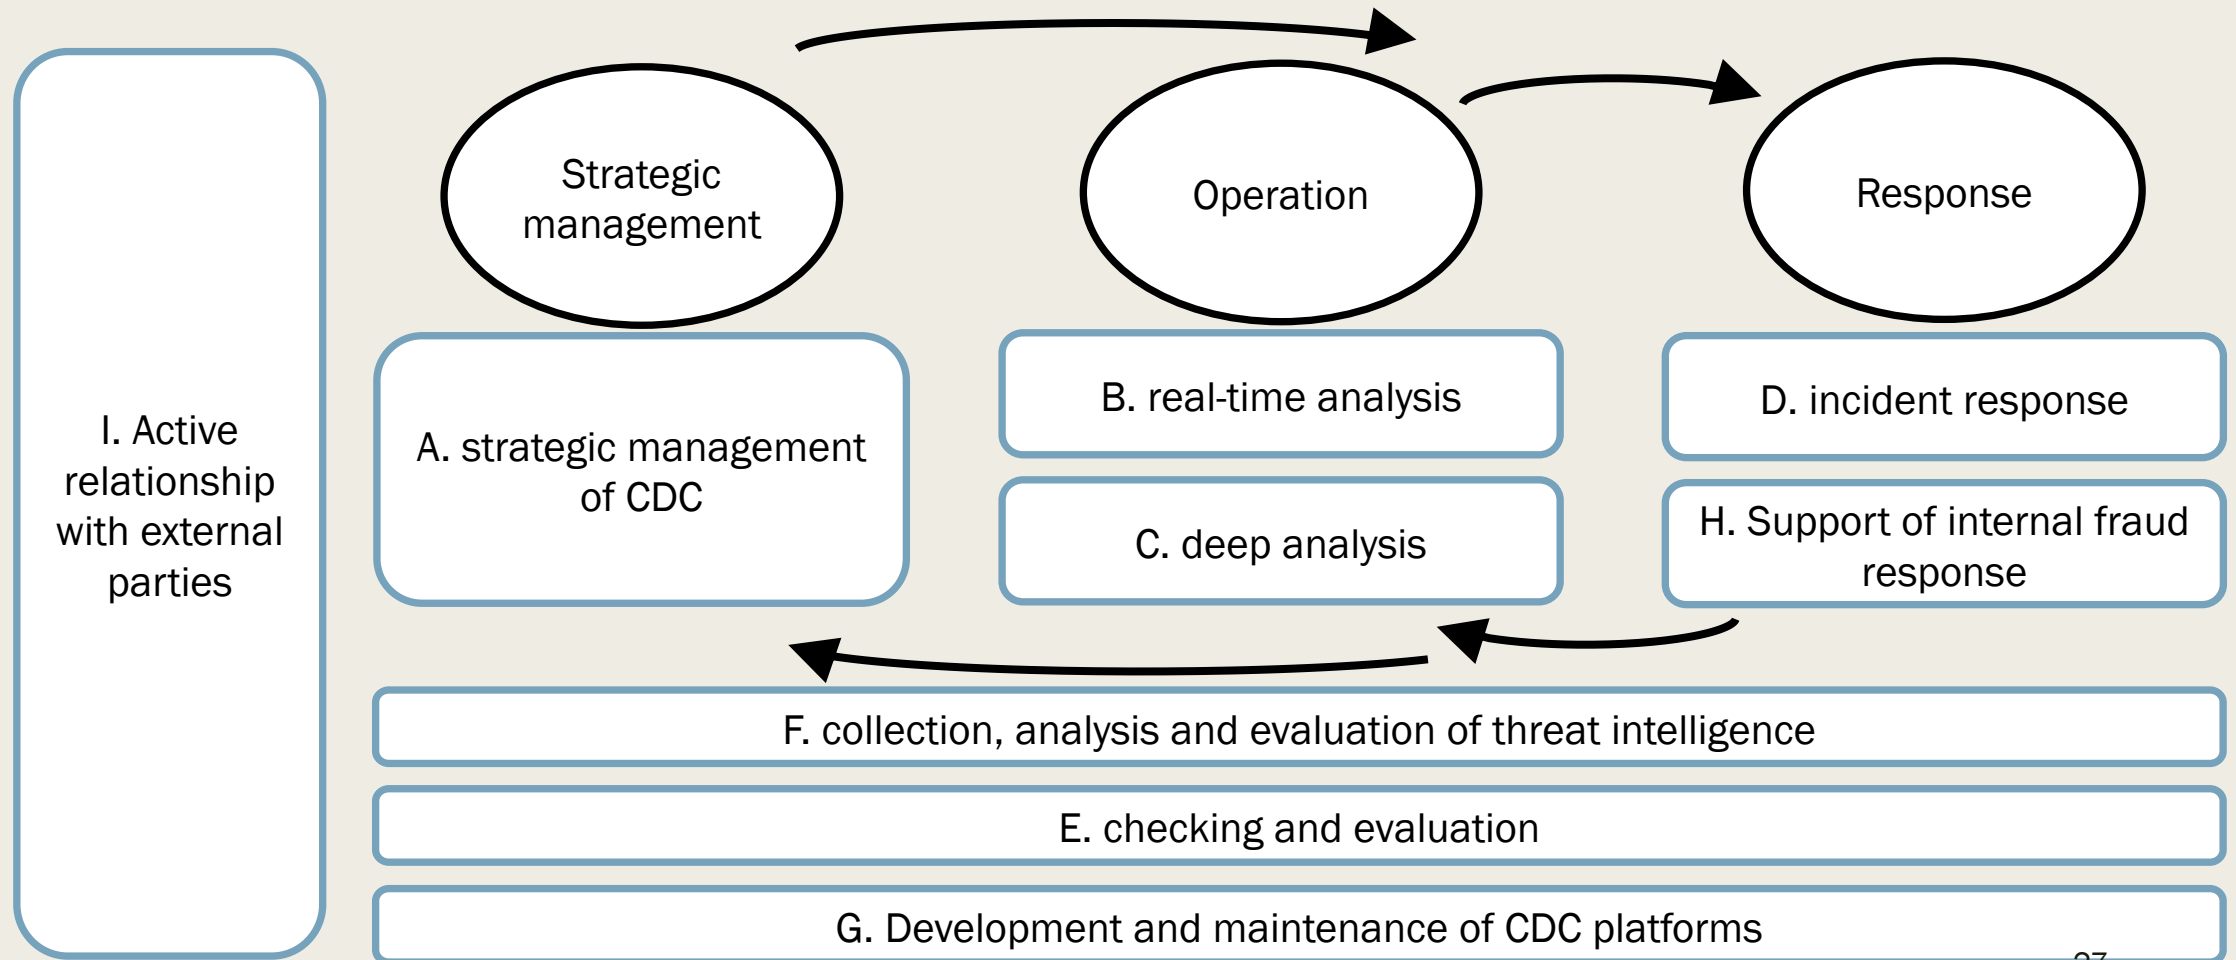 I. Active
relationship
with external
parties
Strategic
management
Operation
Response
A. strategic management
of CDC
B. real-time analysis
C. deep analysis
D. incident response
H. Support of internal fraud
response
F. collection, analysis and evaluation of threat intelligence
E. checking and evaluation
G. Development and maintenance of CDC platforms